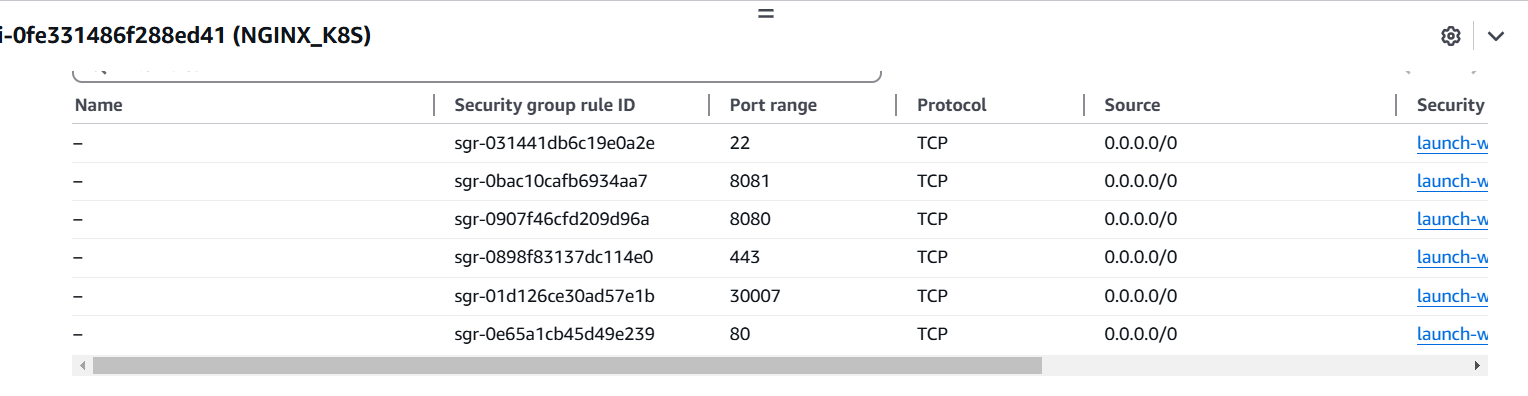 i-0fe331486f288ed41 (NGINX_K8S)
Name Security group rule ID Port range Protocol Source Security
– sgr-031441db6c19e0a2e 22 TCP 0.0.0.0/0 launch-w
– sgr-0bac10cafb6934aa7 8081 TCP 0.0.0.0/0 launch-w
– sgr-0907f46cfd209d96a 8080 TCP 0.0.0.0/0 launch-w
– sgr-0898f83137dc114e0 443 TCP 0.0.0.0/0 launch-w
– sgr-01d126ce30ad57e1b 30007 TCP 0.0.0.0/0 launch-w
– sgr-0e65a1cb45d49e239 80 TCP 0.0.0.0/0 launch-w